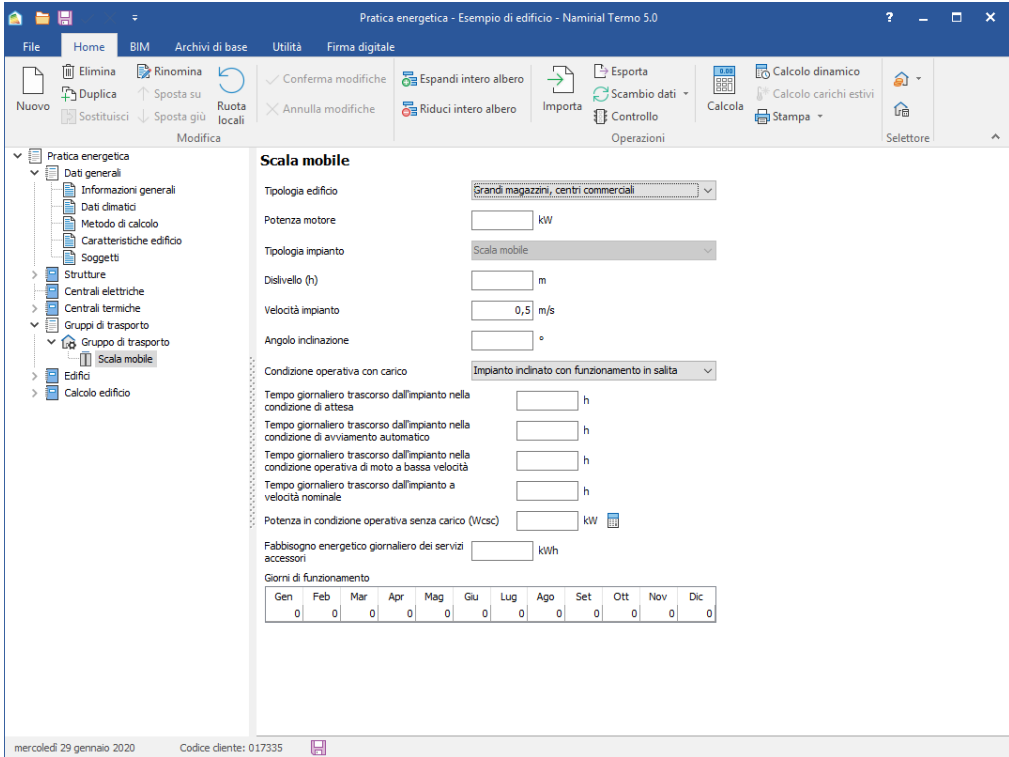 Pratica energetica - Esempio di edificio - Namirial Termo 5.0
File Home BIM Archivi di base Utilità Firma digitale
Nuovo
Elimina
Duplica
Sostituisci
Rinomina
Sposta su
Sposta giù
Ruota
locali
Modifica
Conferma modifiche
Annulla modifiche
Espandi intero albero
Riduci intero albero
Importa
Esporta
Scambio dati
Controllo
0.00
Calcola
Calcolo dinamico
Calcolo carichi estivi
Stampa
Operazioni
Selettore
Pratica energetica
Dati generali
Informazioni generali
Dati climatici
Metodo di calcolo
Caratteristiche edificio
Soggetti
Strutture
Centrali elettriche
Centrali termiche
Gruppi di trasporto
Gruppo di trasporto
Scala mobile
Edifici
Calcolo edificio
Scala mobile
Tipologia edificio Grandi magazzini, centri commerciali
Potenza motore kW
Tipologia impianto Scala mobile
Dislivello (h) m
Velocità impianto 0,5 m/s
Angolo inclinazione °
Condizione operativa con carico Impianto inclinato con funzionamento in salita
Tempo giornaliero trascorso dall'impianto nella
condizione di attesa h
Tempo giornaliero trascorso dall'impianto nella
condizione di avviamento automatico h
Tempo giornaliero trascorso dall'impianto nella
condizione operativa di moto a bassa velocità h
Tempo giornaliero trascorso dall'impianto a
velocità nominale h
Potenza in condizione operativa senza carico (Wcsc) kW
Fabbisogno energetico giornaliero dei servizi
accessori kWh
Giorni di funzionamento
Gen Feb Mar Apr Mag Giu Lug Ago Set Ott Nov Dic
0 0 0 0 0 0 0 0 0 0 0 0
mercoledì 29 gennaio 2020 Codice cliente: 017335